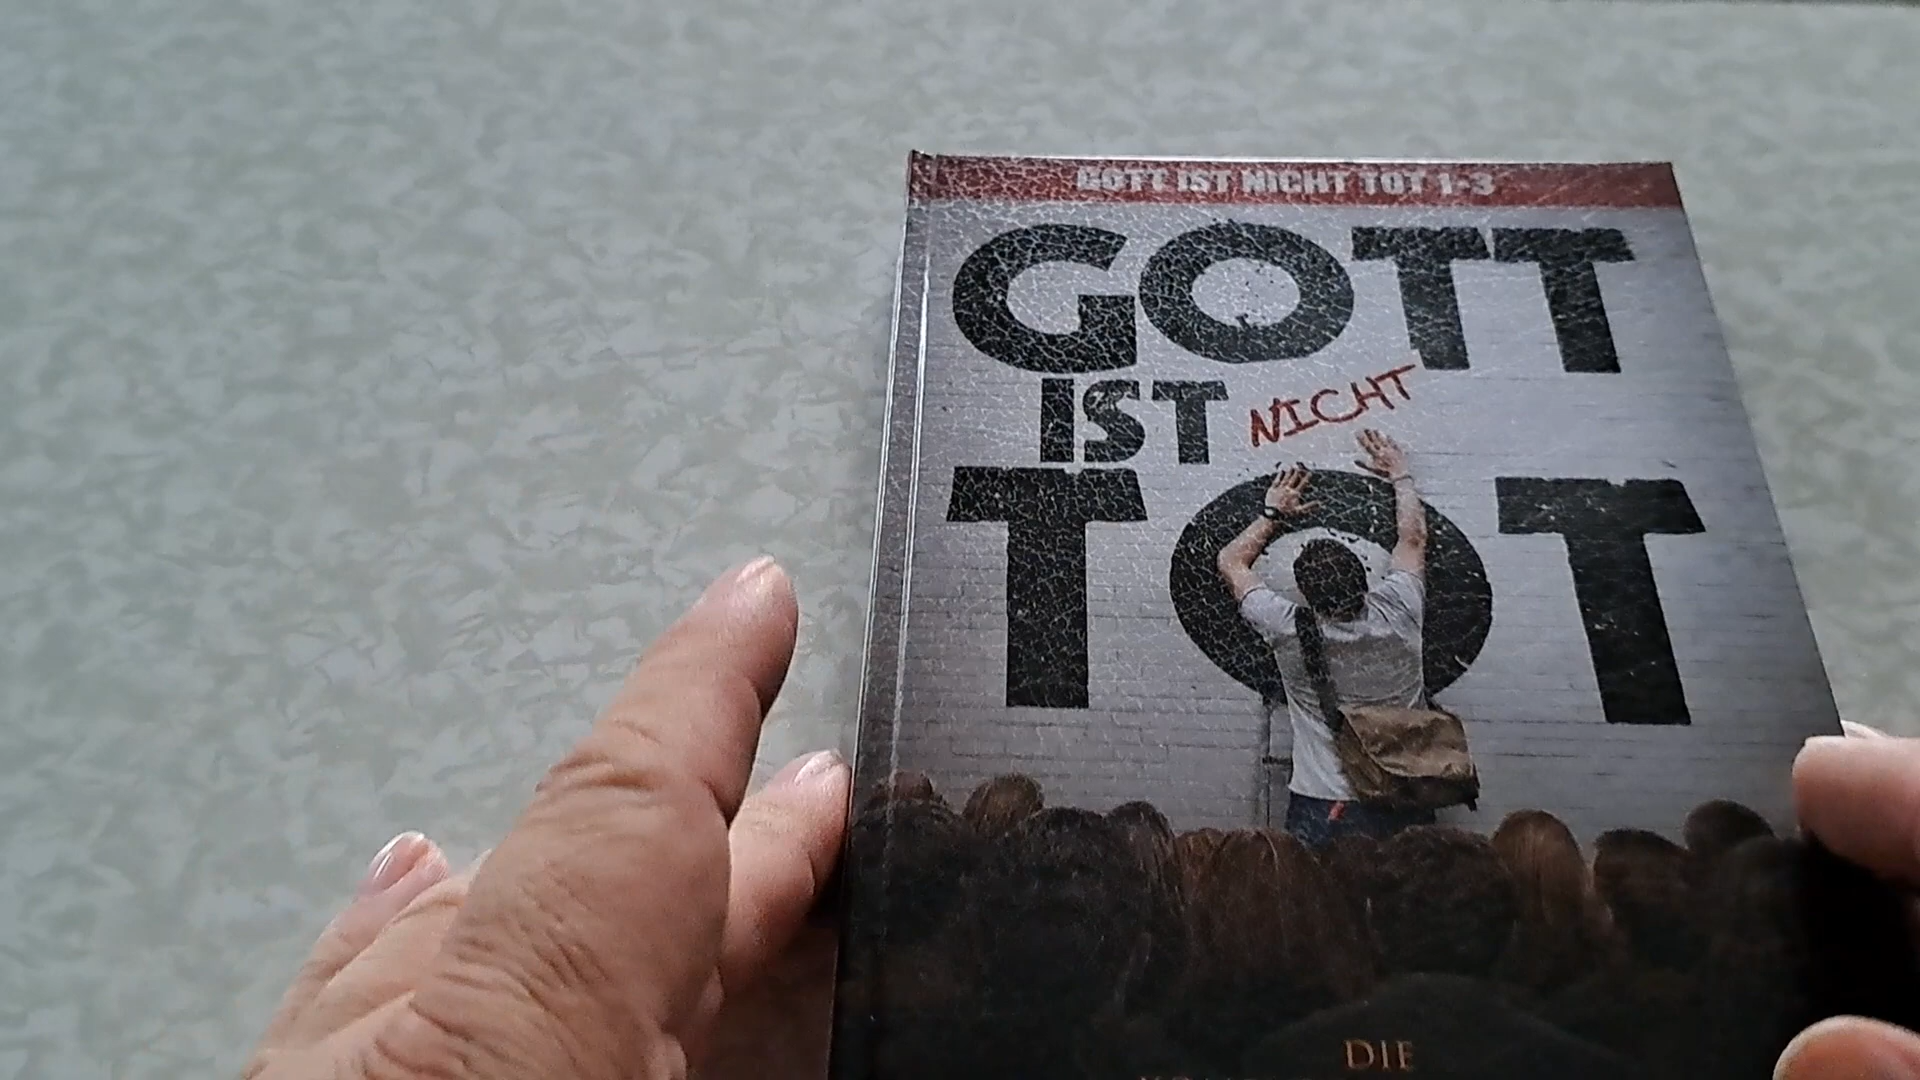 GOTT IST NICHT TOT 1-3
GOTT
IST NICHT
TOT
DIE